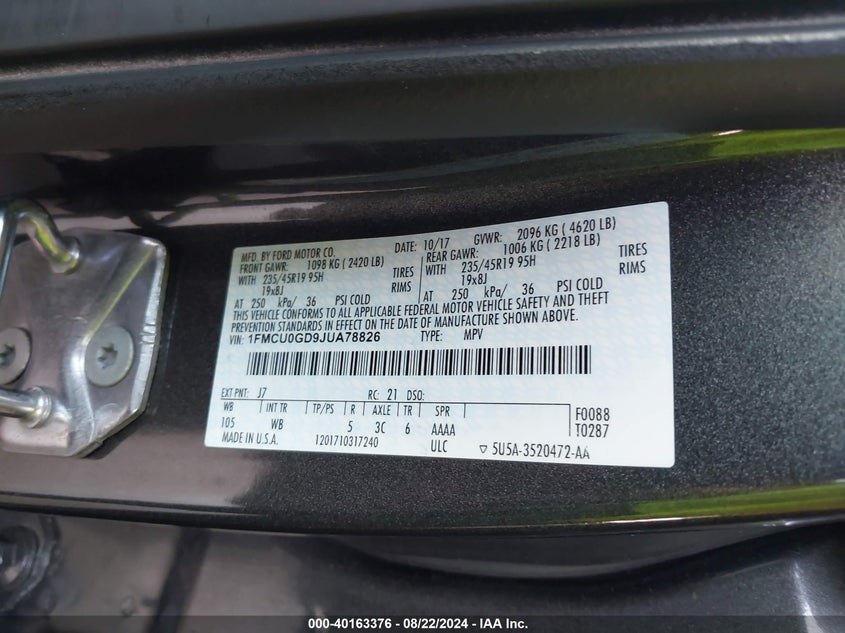 MFD. BY FORD MOTOR CO. DATE: 10/17 GVWR: 2096 KG ( 4620 LB)
FRONT GAWR: 1098 KG ( 2420 LB) REAR GAWR: 1006 KG ( 2218 LB)
WITH 235/45R19 95H TIRES WITH 235/45R19 95H TIRES
19x8J RIMS 19x8J RIMS
AT 250 kPa/ 36 PSI COLD AT 250 kPa/ 36 PSI COLD
THIS VEHICLE CONFORMS TO ALL APPLICABLE FEDERAL MOTOR VEHICLE SAFETY AND THEFT
PREVENTION STANDARDS IN EFFECT ON THE DATE OF MANUFACTURE SHOWN ABOVE.
VIN: 1FMCU0GD9JUA78826 TYPE: MPV
EXT PNT: J7 RC: 21 DSO:
WB INT TR TP/PS R AXLE TR SPR F0088
105 WB 5 3C 6 AAAA T0287
MADE IN U.S.A. 1201710317240 ULC ▽ 5U5A-3520472-AA
000-40163376 - 08/22/2024 - IAA Inc.